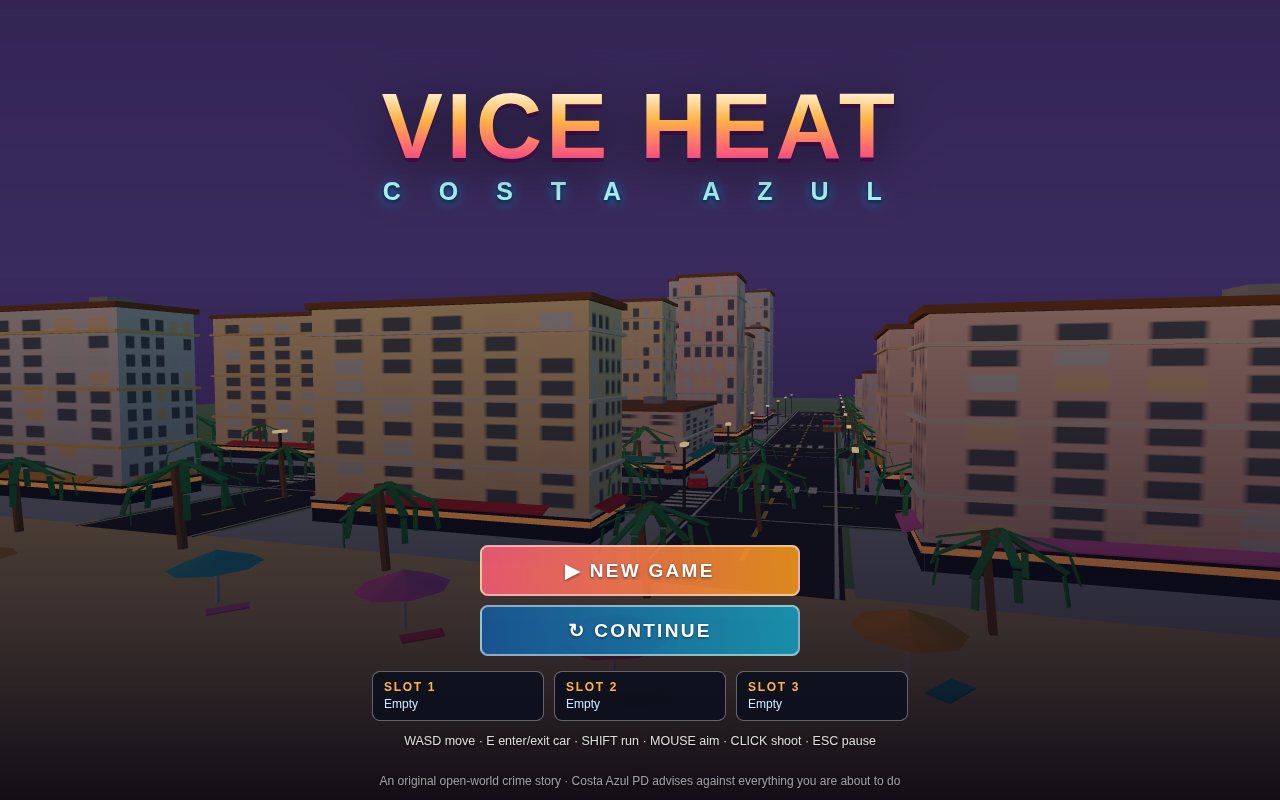 VICE HEAT
COSTA AZUL
▶ NEW GAME
↻ CONTINUE
SLOT 1
Empty
SLOT 2
Empty
SLOT 3
Empty
WASD move · E enter/exit car · SHIFT run · MOUSE aim · CLICK shoot · ESC pause
An original open-world crime story · Costa Azul PD advises against everything you are about to do